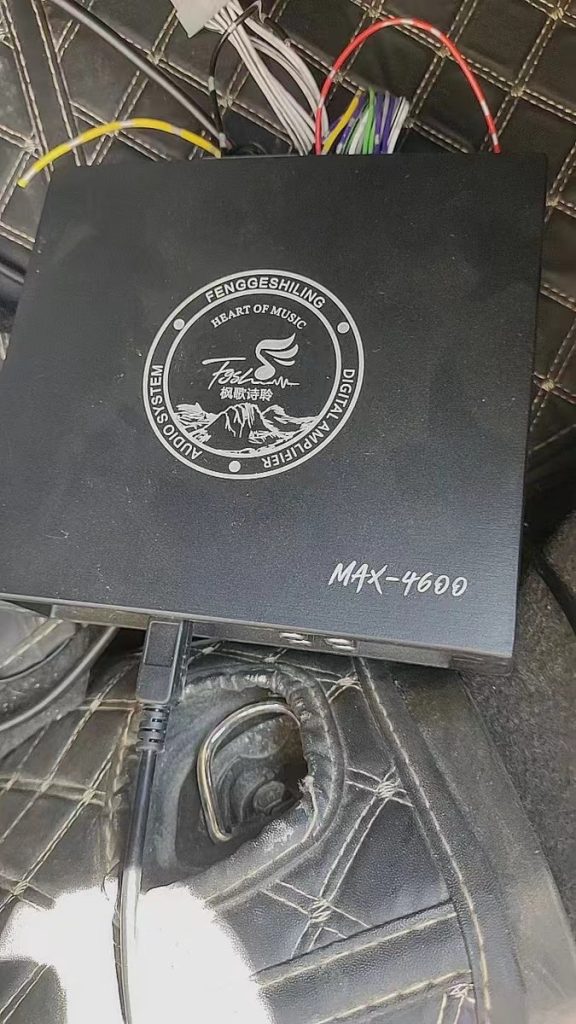 FENGGESHILING
HEART OF MUSIC
Fgsl
枫歌诗聆
AUDIO SYSTEM
DIGITAL AMPLIFIER
MAX-4600